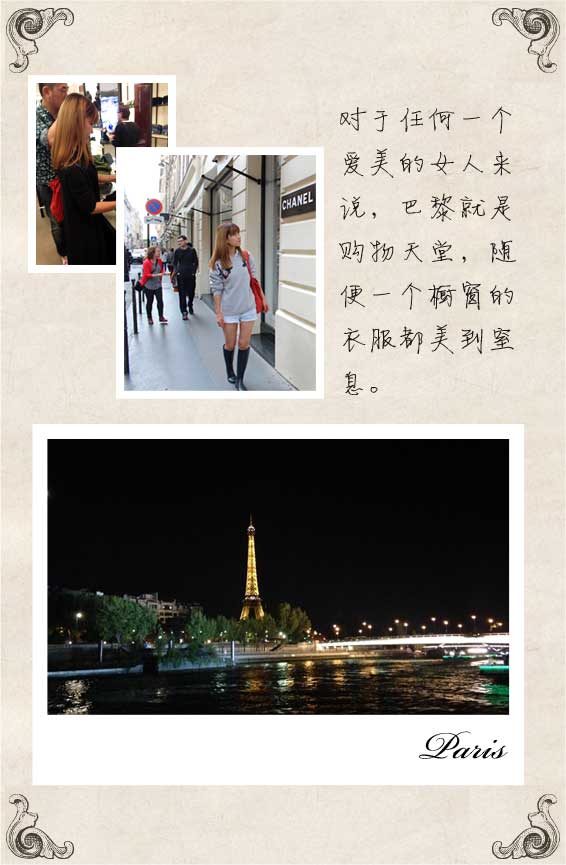 对于任何一个
爱美的女人来
说，巴黎就是
购物天堂，随
便一个橱窗的
衣服都美到窒
息。
CHANEL
Paris